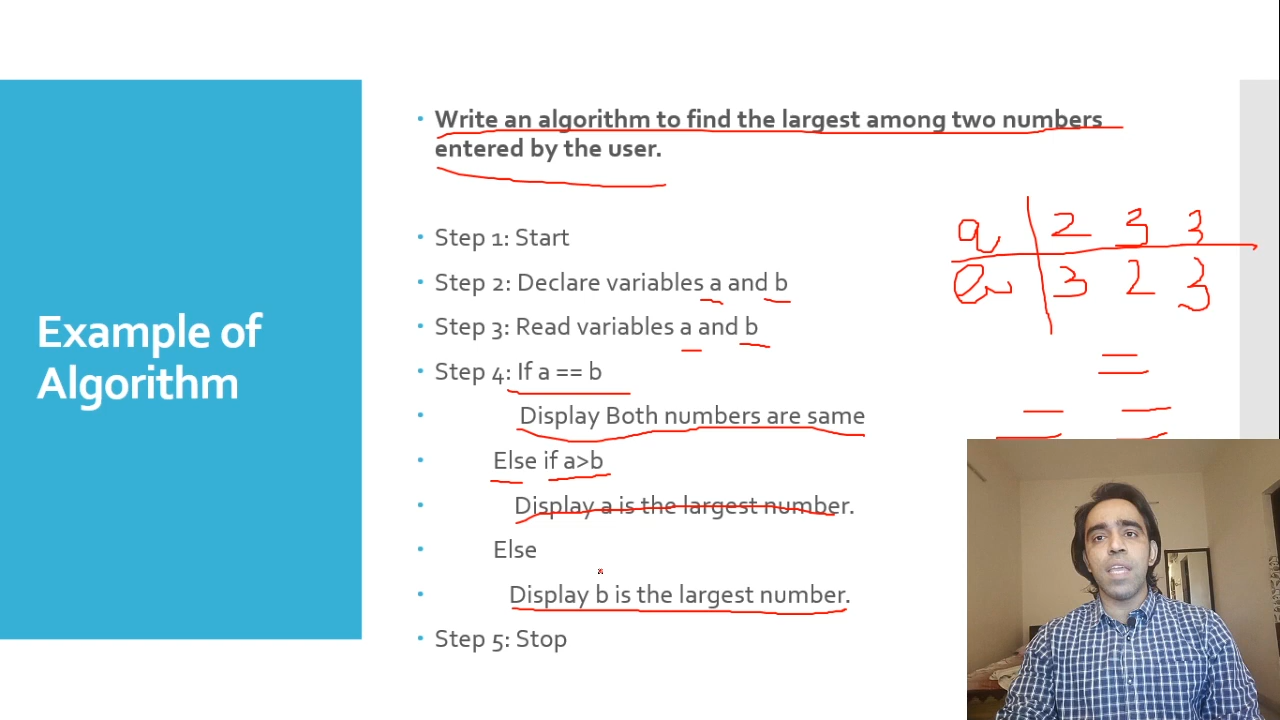 Example of
Algorithm
Write an algorithm to find the largest among two numbers
entered by the user.
Step 1: Start
Step 2: Declare variables a and b
Step 3: Read variables a and b
Step 4: If a == b
Display Both numbers are same
Else if a>b
Display a is the largest number.
Else
Display b is the largest number.
Step 5: Stop
a 2 3 3
3 2 3
=